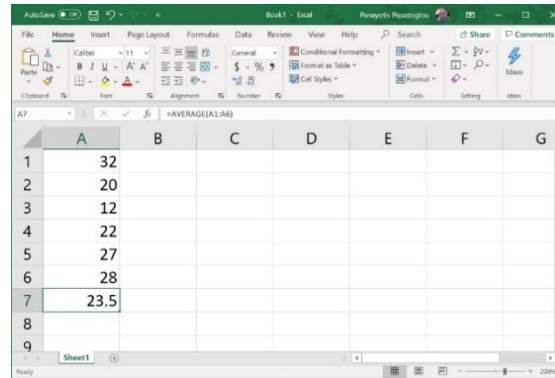 AutoSave Off Book1 - Excel Panayotis Papazoglou
File Home Insert Page Layout Formulas Data Review View Help Search Share Comments
Calibri 11 General Conditional Formatting Insert
Paste B I U A A $ % Format as Table Delete Ideas
A Cell Styles Format
Clipboard Font Alignment Number Styles Cells Editing Ideas
A7 fx =AVERAGE(A1:A6)
A B C D E F G
1 32
2 20
3 12
4 22
5 27
6 28
7 23.5
8
9
Sheet1
Ready